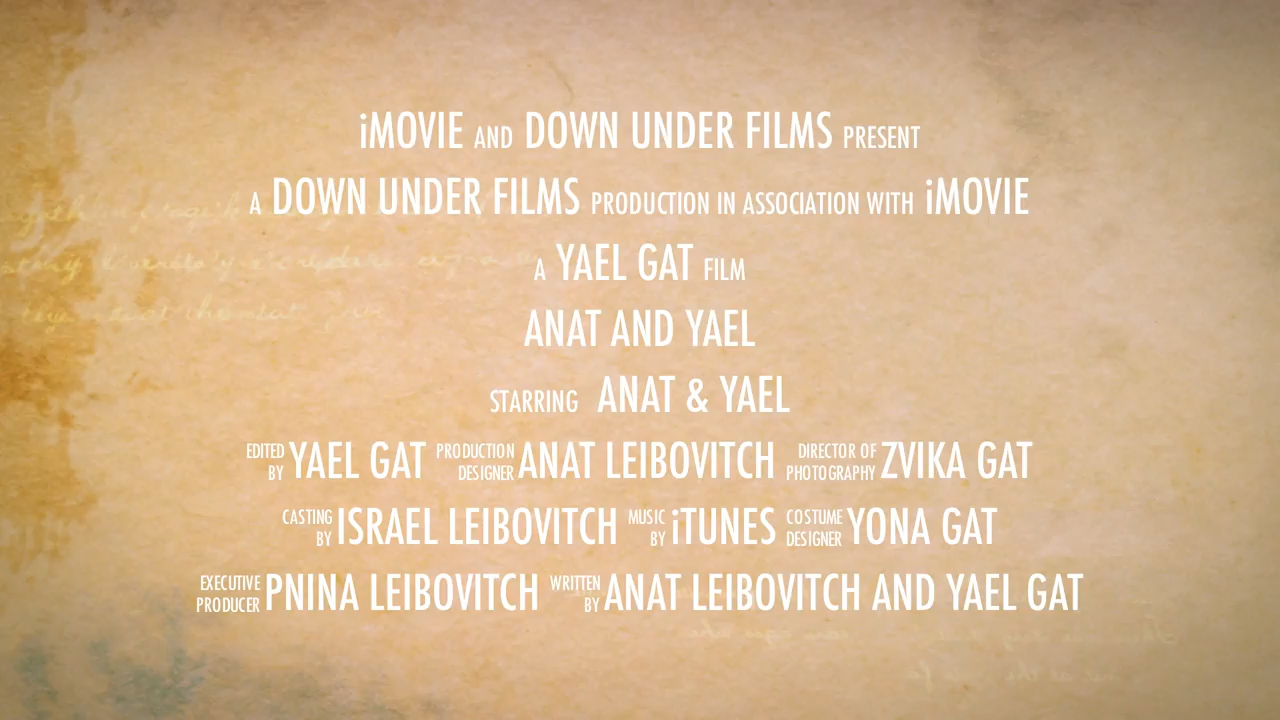 iMOVIE AND DOWN UNDER FILMS PRESENT
A DOWN UNDER FILMS PRODUCTION IN ASSOCIATION WITH iMOVIE
A YAEL GAT FILM
ANAT AND YAEL
STARRING ANAT & YAEL
EDITED BY YAEL GAT PRODUCTION DESIGNER ANAT LEIBOVITCH DIRECTOR OF PHOTOGRAPHY ZVIKA GAT
CASTING BY ISRAEL LEIBOVITCH MUSIC BY iTUNES COSTUME DESIGNER YONA GAT
EXECUTIVE PRODUCER PNINA LEIBOVITCH WRITTEN BY ANAT LEIBOVITCH AND YAEL GAT